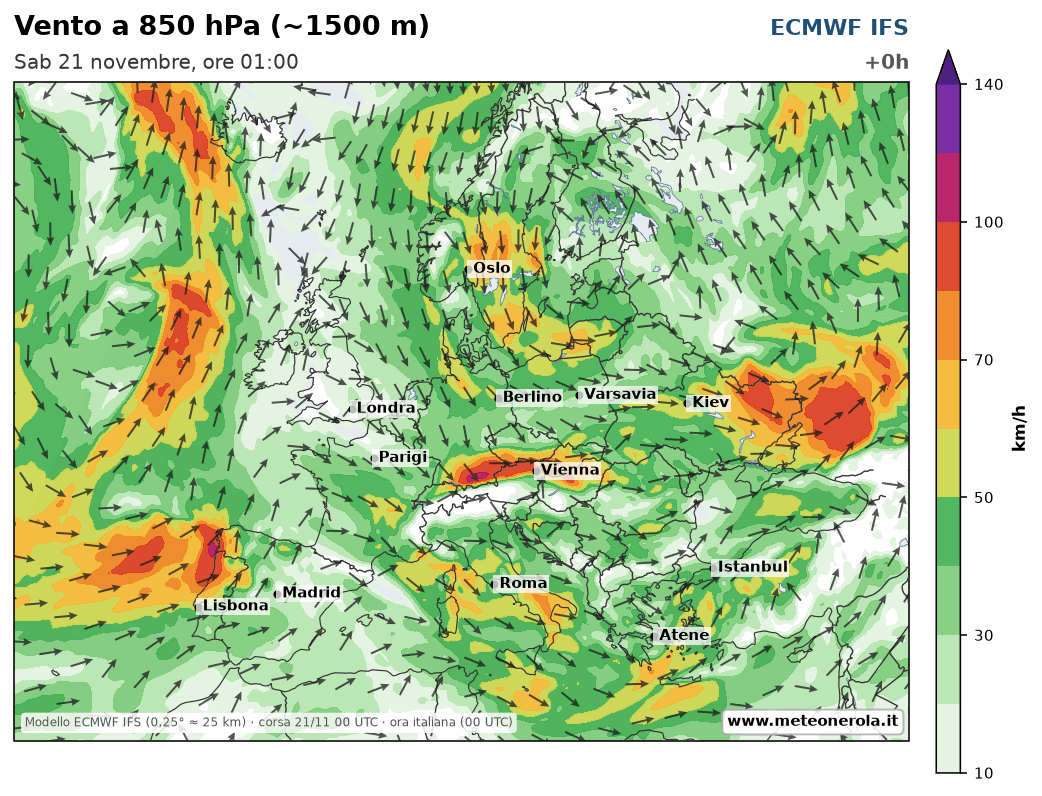 Vento a 850 hPa (~1500 m)
ECMWF IFS
Sab 21 novembre, ore 01:00
+0h
140
100
70
50
30
10
km/h
Oslo
Berlino
Varsavia
Kiev
Londra
Parigi
Vienna
Istanbul
Roma
Madrid
Lisbona
Atene
Modello ECMWF IFS (0,25° ≈ 25 km) · corsa 21/11 00 UTC · ora italiana (00 UTC)
www.meteonerola.it